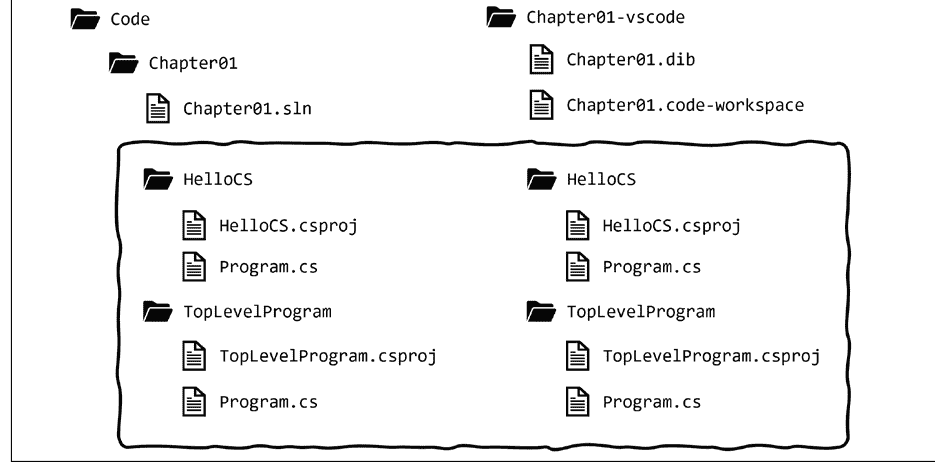 Code
Chapter01
Chapter01.sln
HelloCS
HelloCS.csproj
Program.cs
TopLevelProgram
TopLevelProgram.csproj
Program.cs
Chapter01-vscode
Chapter01.dib
Chapter01.code-workspace
HelloCS
HelloCS.csproj
Program.cs
TopLevelProgram
TopLevelProgram.csproj
Program.cs